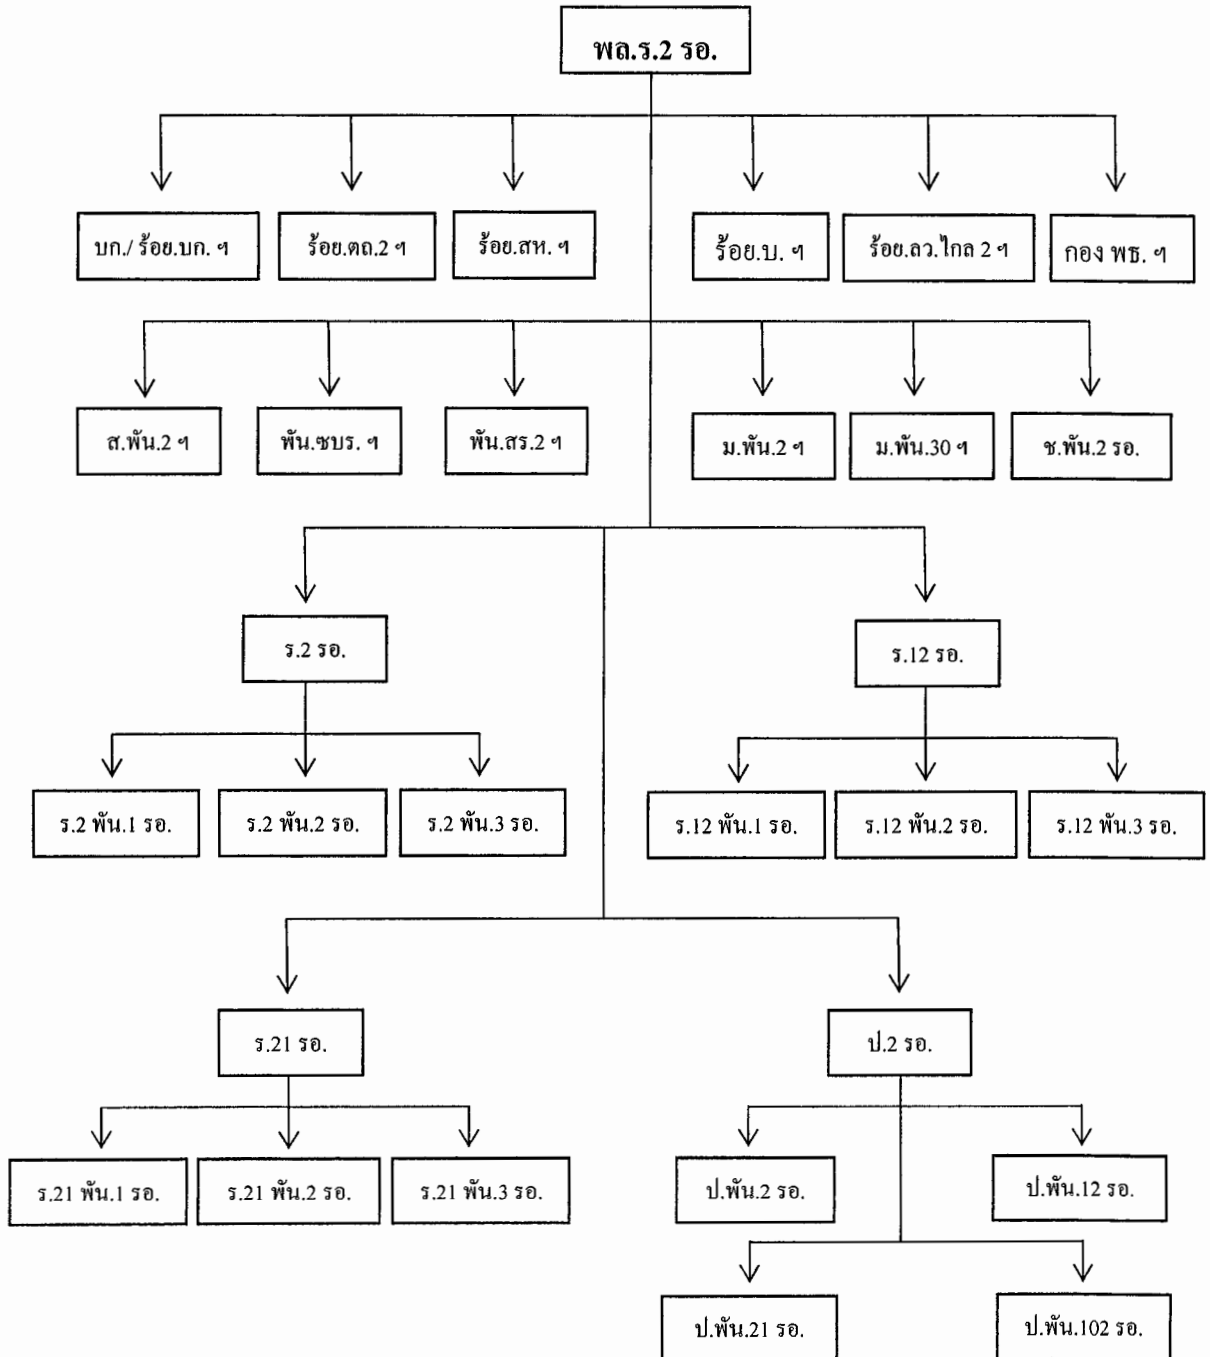 พล.ร.2 รอ.
บก./ ร้อย.บก. ฯ
ร้อย.ตถ.2 ฯ
ร้อย.สห. ฯ
ร้อย.บ. ฯ
ร้อย.ลว.ไกล 2 ฯ
กอง พธ. ฯ
ส.พัน.2 ฯ
พัน.ซบร. ฯ
พัน.สร.2 ฯ
ม.พัน.2 ฯ
ม.พัน.30 ฯ
ช.พัน.2 รอ.
ร.2 รอ.
ร.12 รอ.
ร.2 พัน.1 รอ.
ร.2 พัน.2 รอ.
ร.2 พัน.3 รอ.
ร.12 พัน.1 รอ.
ร.12 พัน.2 รอ.
ร.12 พัน.3 รอ.
ร.21 รอ.
ป.2 รอ.
ร.21 พัน.1 รอ.
ร.21 พัน.2 รอ.
ร.21 พัน.3 รอ.
ป.พัน.2 รอ.
ป.พัน.12 รอ.
ป.พัน.21 รอ.
ป.พัน.102 รอ.